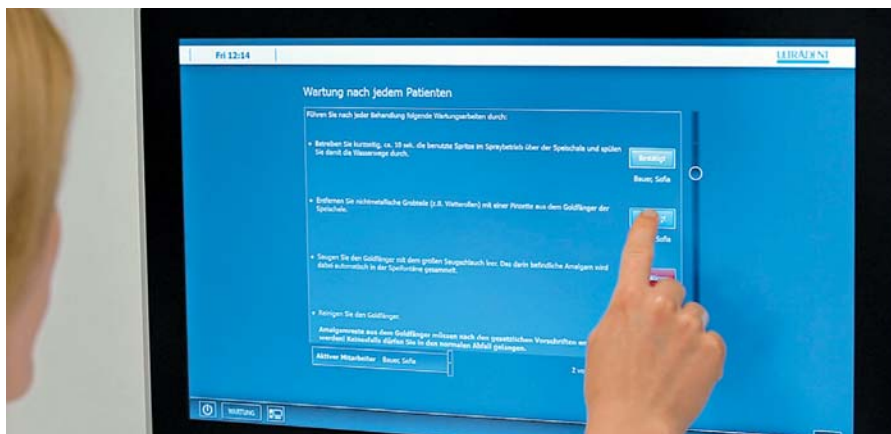 Fri 12:14
ULTRADENT
Wartung nach jedem Patienten
Führen Sie nach jeder Behandlung folgende Wartungsarbeiten durch:
Betreiben Sie kurzzeitig, ca. 10 sek. die benutzte Spritze im Spraybetrieb über der Speischale und spülen
Sie damit die Wasserwege durch.
Bestätigt
Bauer, Sofia
Entfernen Sie nichtmetallische Grobteile (z.B. Watterollen) mit einer Pinzette aus dem Goldfänger der
Speischale.
Sofia
Saugen Sie den Goldfänger mit dem großen Saugschlauch leer. Das darin befindliche Amalgam wird
dabei automatisch in der Speifontäne gesammelt.
Reinigen Sie den Goldfänger.
Amalgamreste aus dem Goldfänger müssen nach den gesetzlichen Vorschriften
werden! Keinesfalls dürfen Sie in den normalen Abfall gelangen.
Aktiver Mitarbeiter Bauer, Sofia
2
WARTUNG